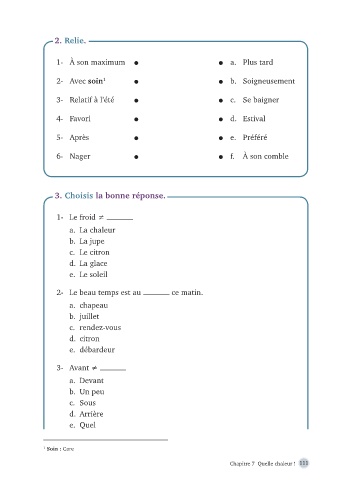 2. Relie.
1- À son maximum ● ● a. Plus tard
2- Avec soin¹ ● ● b. Soigneusement
3- Relatif à l'été ● ● c. Se baigner
4- Favori ● ● d. Estival
5- Après ● ● e. Préféré
6- Nager ● ● f. À son comble
3. Choisis la bonne réponse.
1- Le froid ≠ ______
a. La chaleur
b. La jupe
c. Le citron
d. La glace
e. Le soleil
2- Le beau temps est au ______ ce matin.
a. chapeau
b. juillet
c. rendez-vous
d. citron
e. débardeur
3- Avant ≠ ______
a. Devant
b. Un peu
c. Sous
d. Arrière
e. Quel
¹ Soin : Care
Chapitre 7 Quelle chaleur ! 111